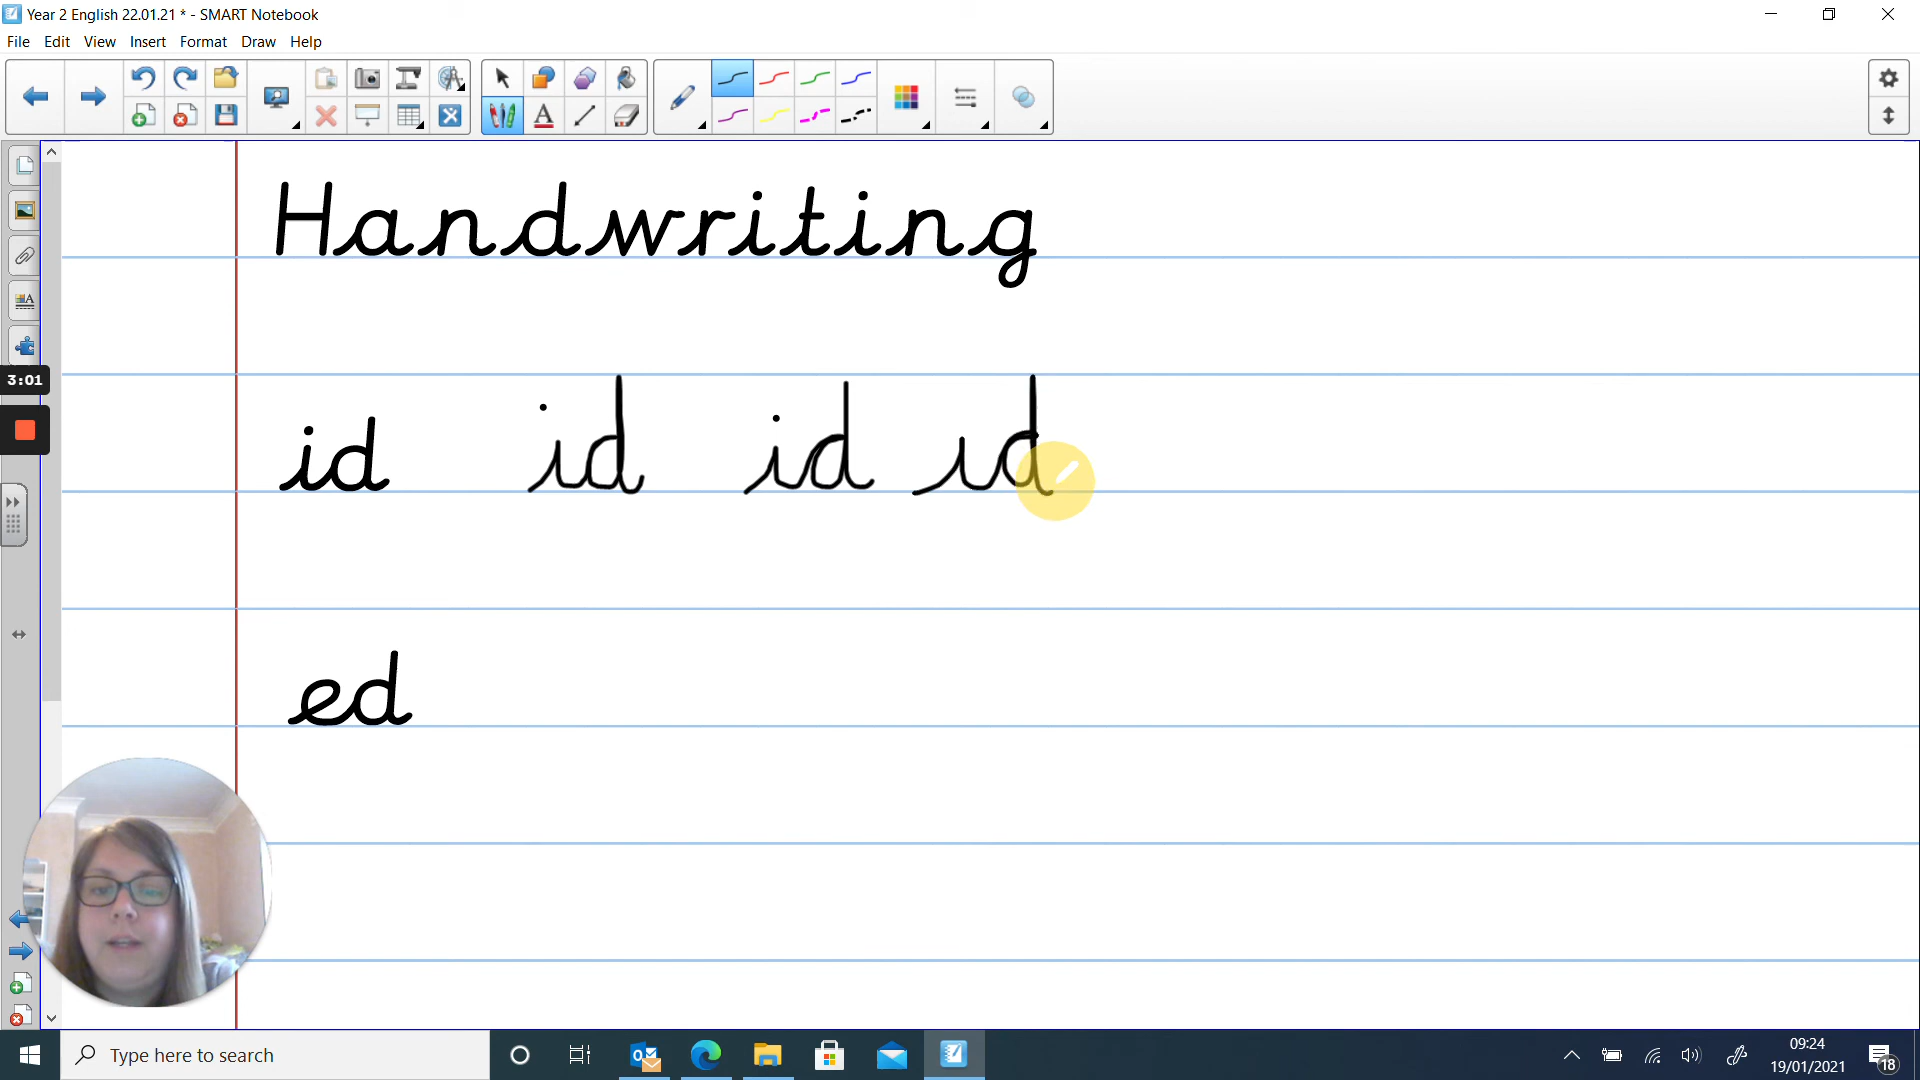 Year 2 English 22.01.21 * - SMART Notebook
File Edit View Insert Format Draw Help
Handwriting
3:01
id id id id
ed
Type here to search
09:24
19/01/2021
18